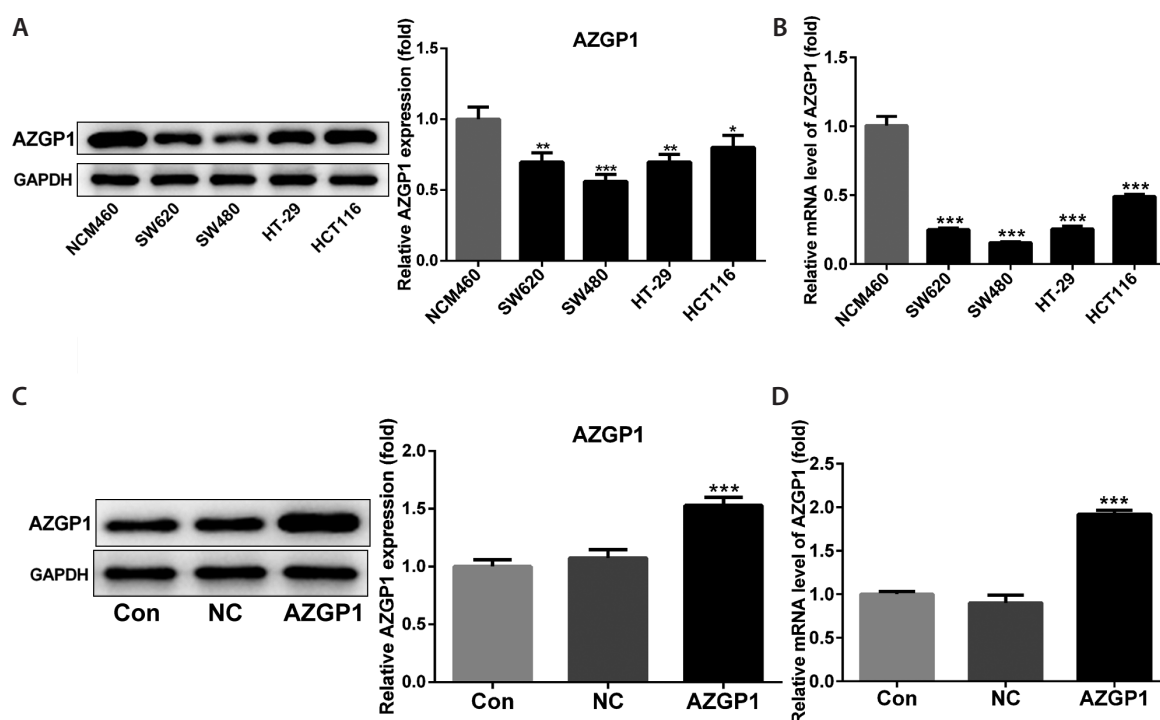 A
AZGP1
GAPDH
NCM460
SW620
SW480
HT-29
HCT116
AZGP1
Relative AZGP1 expression (fold)
1.5
1.0
0.5
0.0
**
***
**
*
NCM460
SW620
SW480
HT-29
HCT116
B
Relative mRNA level of AZGP1 (fold)
1.5
1.0
0.5
0.0
***
***
***
***
NCM460
SW620
SW480
HT-29
HCT116
C
AZGP1
GAPDH
Con NC AZGP1
AZGP1
Relative AZGP1 expression (fold)
2.0
1.5
1.0
0.5
0.0
***
Con NC AZGP1
D
Relative mRNA level of AZGP1 (fold)
2.5
2.0
1.5
1.0
0.5
0.0
***
Con NC AZGP1